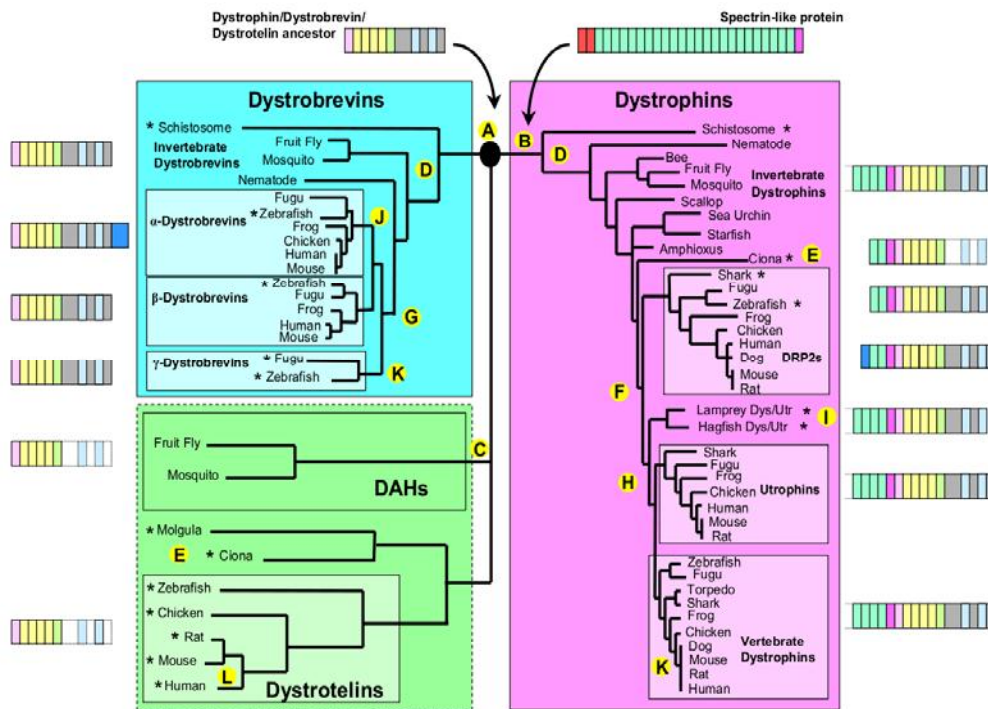 Dystrophin/Dystrobrevin/
Dystrotelin ancestor
Spectrin-like protein
Dystrobrevins
* Schistosome
Fruit Fly
Invertebrate
Dystrobrevins
Mosquito
D
Nematode
Fugu
α-Dystrobrevins
*Zebrafish
J
Frog
Chicken
Human
Mouse
* Zebrafish
β-Dystrobrevins
Fugu
Frog
G
Human
Mouse
γ-Dystrobrevins
* Fugu
* Zebrafish
K
A
B
C
Fruit Fly
Mosquito
DAHs
* Molgula
E
* Ciona
* Zebrafish
* Chicken
* Rat
* Mouse
L
* Human
Dystrotelins
Dystrophins
Schistosome *
D
Nematode
Bee
Fruit Fly
Invertebrate
Dystrophins
Mosquito
Scallop
Sea Urchin
Starfish
Amphioxus
Ciona *
E
Shark *
Fugu
Zebrafish *
Frog
Chicken
Human
Dog
DRP2s
Mouse
Rat
F
Lamprey Dys/Utr *
I
Hagfish Dys/Utr *
H
Shark
Fugu
Frog
Chicken
Utrophins
Human
Mouse
Rat
Zebrafish
Fugu
Torpedo
Shark
Frog
Chicken
Dog
Vertebrate
Dystrophins
K
Mouse
Rat
Human